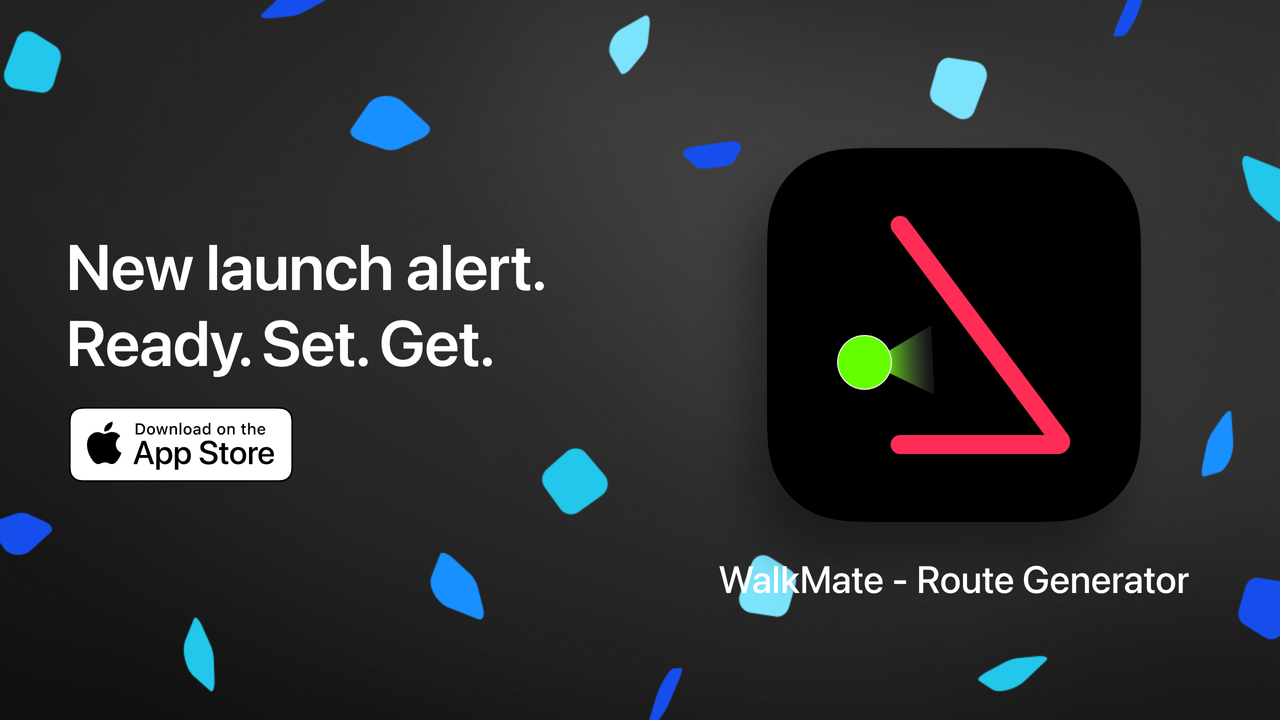 New launch alert.
Ready. Set. Get.
Download on the
App Store
WalkMate - Route Generator